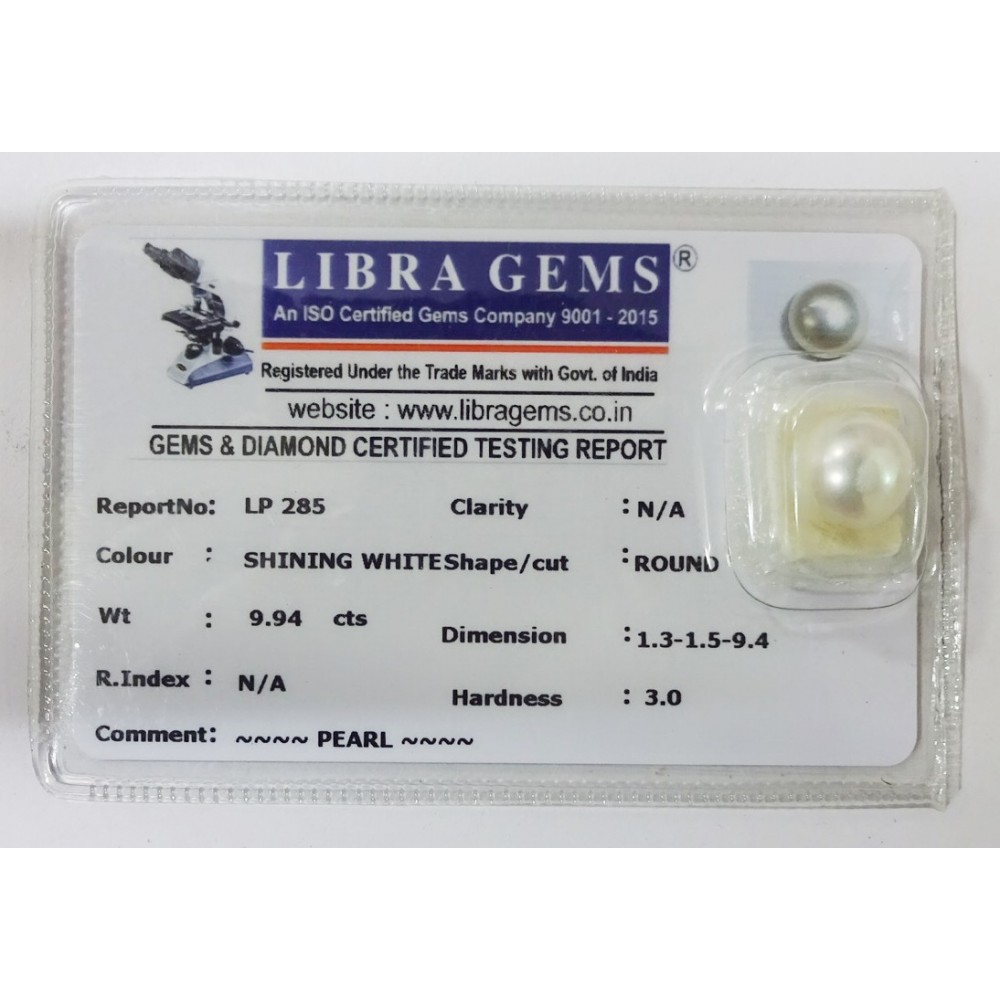 LIBRA GEMS ®
An ISO Certified Gems Company 9001 - 2015
Registered Under the Trade Marks with Govt. of India
website : www.libragems.co.in
GEMS & DIAMOND CERTIFIED TESTING REPORT
ReportNo: LP 285 Clarity : N/A
Colour : SHINING WHITE Shape/cut : ROUND
Wt : 9.94 cts Dimension : 1.3-1.5-9.4
R.Index : N/A Hardness : 3.0
Comment: ~~~~ PEARL ~~~~